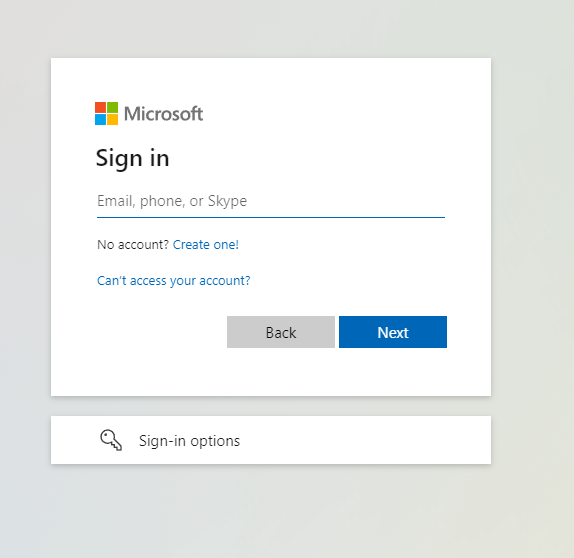 Microsoft
Sign in
Email, phone, or Skype
No account? Create one!
Can't access your account?
Back Next
Sign-in options